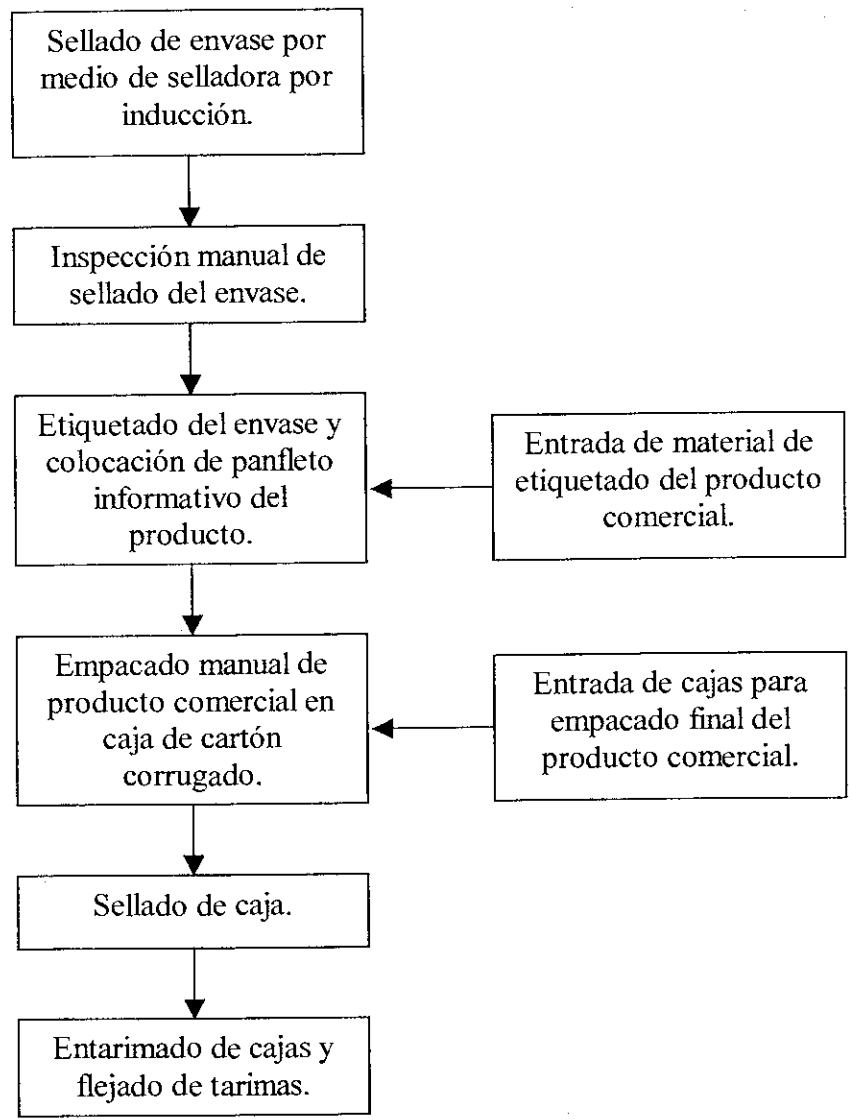 Sellado de envase por
medio de selladora por
inducción.
Inspección manual de
sellado del envase.
Etiquetado del envase y
colocación de panfleto
informativo del
producto.
Entrada de material de
etiquetado del producto
comercial.
Empacado manual de
producto comercial en
caja de cartón
corrugado.
Entrada de cajas para
empacado final del
producto comercial.
Sellado de caja.
Entarimado de cajas y
flejado de tarimas.